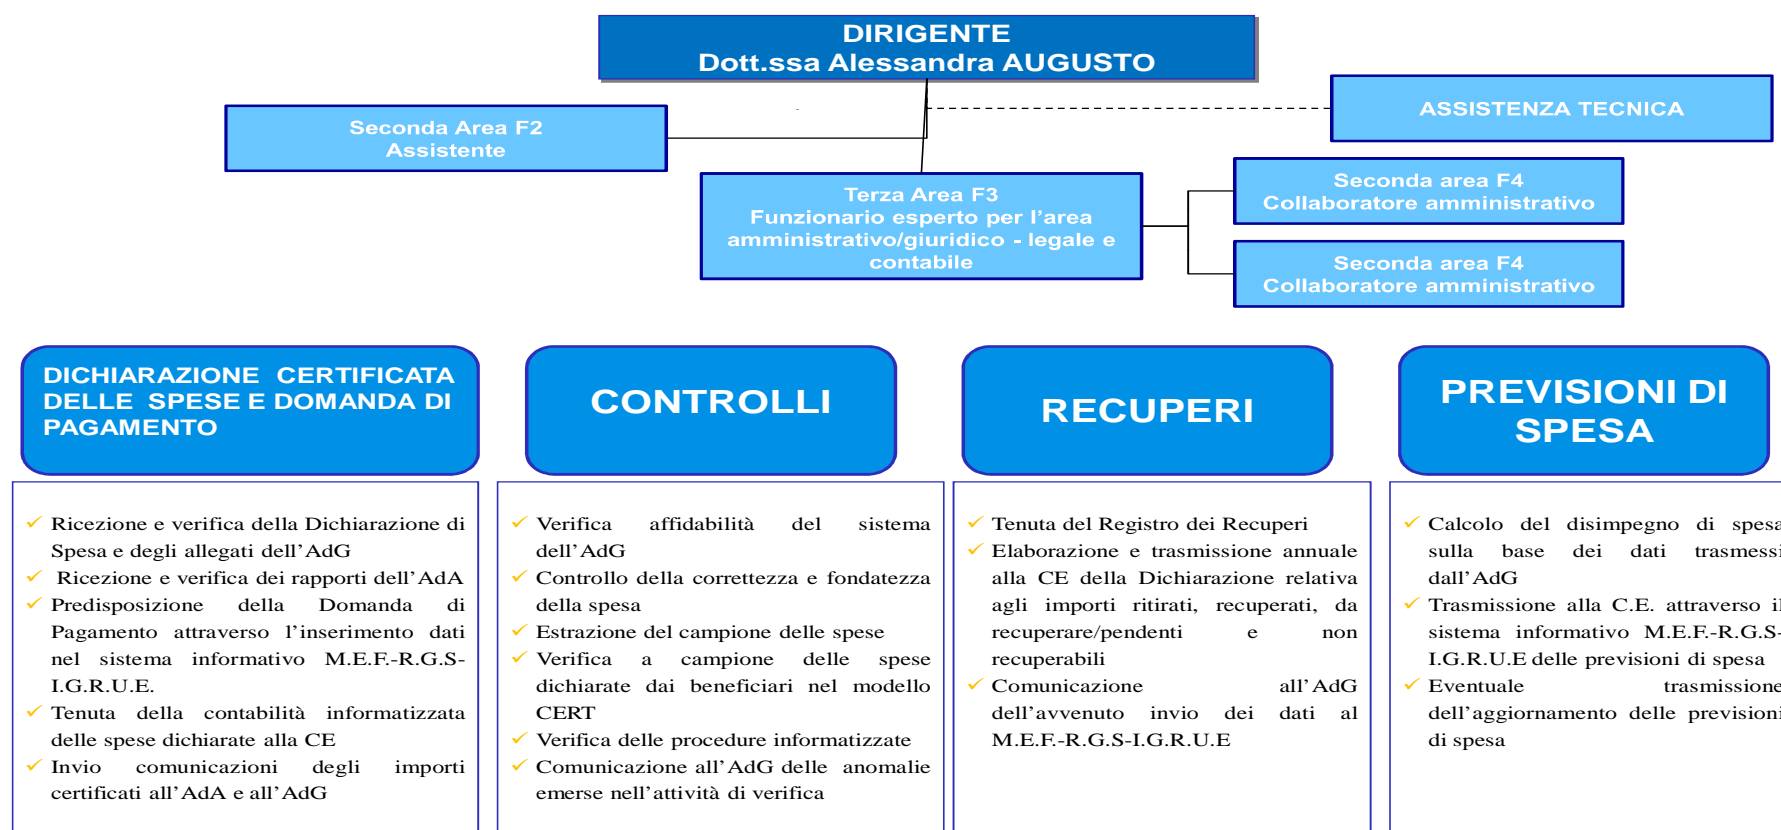 DIRIGENTE
Dott.ssa Alessandra AUGUSTO
Seconda Area F2
Assistente
ASSISTENZA TECNICA
Terza Area F3
Funzionario esperto per l’area
amministrativo/giuridico - legale e
contabile
Seconda area F4
Collaboratore amministrativo
Seconda area F4
Collaboratore amministrativo
DICHIARAZIONE CERTIFICATA
DELLE SPESE E DOMANDA DI
PAGAMENTO
Ricezione e verifica della Dichiarazione di
Spesa e degli allegati dell’AdG
Ricezione e verifica dei rapporti dell’AdA
Predisposizione della Domanda di
Pagamento attraverso l’inserimento dati
nel sistema informativo M.E.F.-R.G.S-
I.G.R.U.E.
Tenuta della contabilità informatizzata
delle spese dichiarate alla CE
Invio comunicazioni degli importi
certificati all’AdA e all’AdG
CONTROLLI
Verifica affidabilità del sistema
dell’AdG
Controllo della correttezza e fondatezza
della spesa
Estrazione del campione delle spese
Verifica a campione delle spese
dichiarate dai beneficiari nel modello
CERT
Verifica delle procedure informatizzate
Comunicazione all’AdG delle anomalie
emerse nell’attività di verifica
RECUPERI
Tenuta del Registro dei Recuperi
Elaborazione e trasmissione annuale
alla CE della Dichiarazione relativa
agli importi ritirati, recuperati, da
recuperare/pendenti e non
recuperabili
Comunicazione all’AdG
dell’avvenuto invio dei dati al
M.E.F.-R.G.S-I.G.R.U.E
PREVISIONI DI
SPESA
Calcolo del disimpegno di spesa
sulla base dei dati trasmessi
dall’AdG
Trasmissione alla C.E. attraverso il
sistema informativo M.E.F.-R.G.S-
I.G.R.U.E delle previsioni di spesa
Eventuale trasmissione
dell’aggiornamento delle previsioni
di spesa